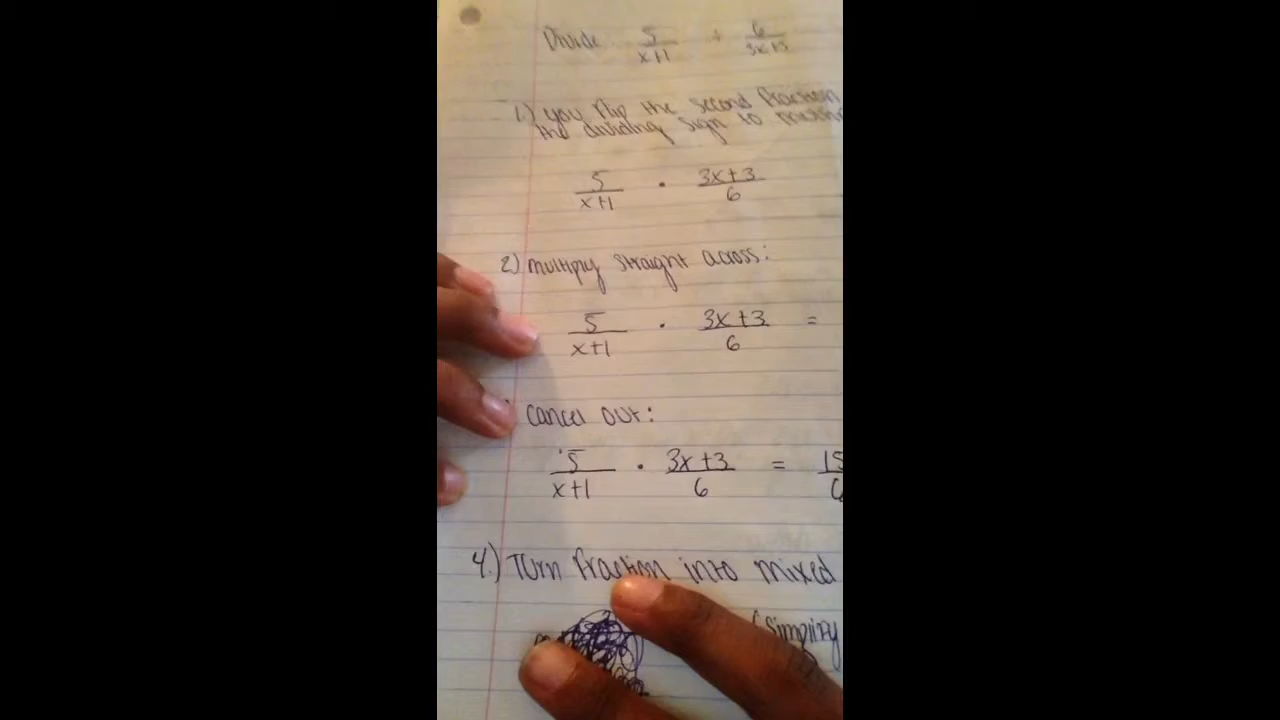 Divide 5/x+1 ÷ 6/3x+3
1.) you flip the second fraction
the dividing sign to
5/x+1 · 3x+3/6
2) multiply straight across:
5/x+1 · 3x+3/6 =
cancel out:
5/x+1 · 3x+3/6 = 15
4.) Turn fraction into mixed
(simplify